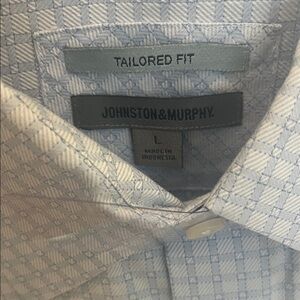 TAILORED FIT
JOHNSTON&MURPHY.
L
MADE IN
INDONESIA